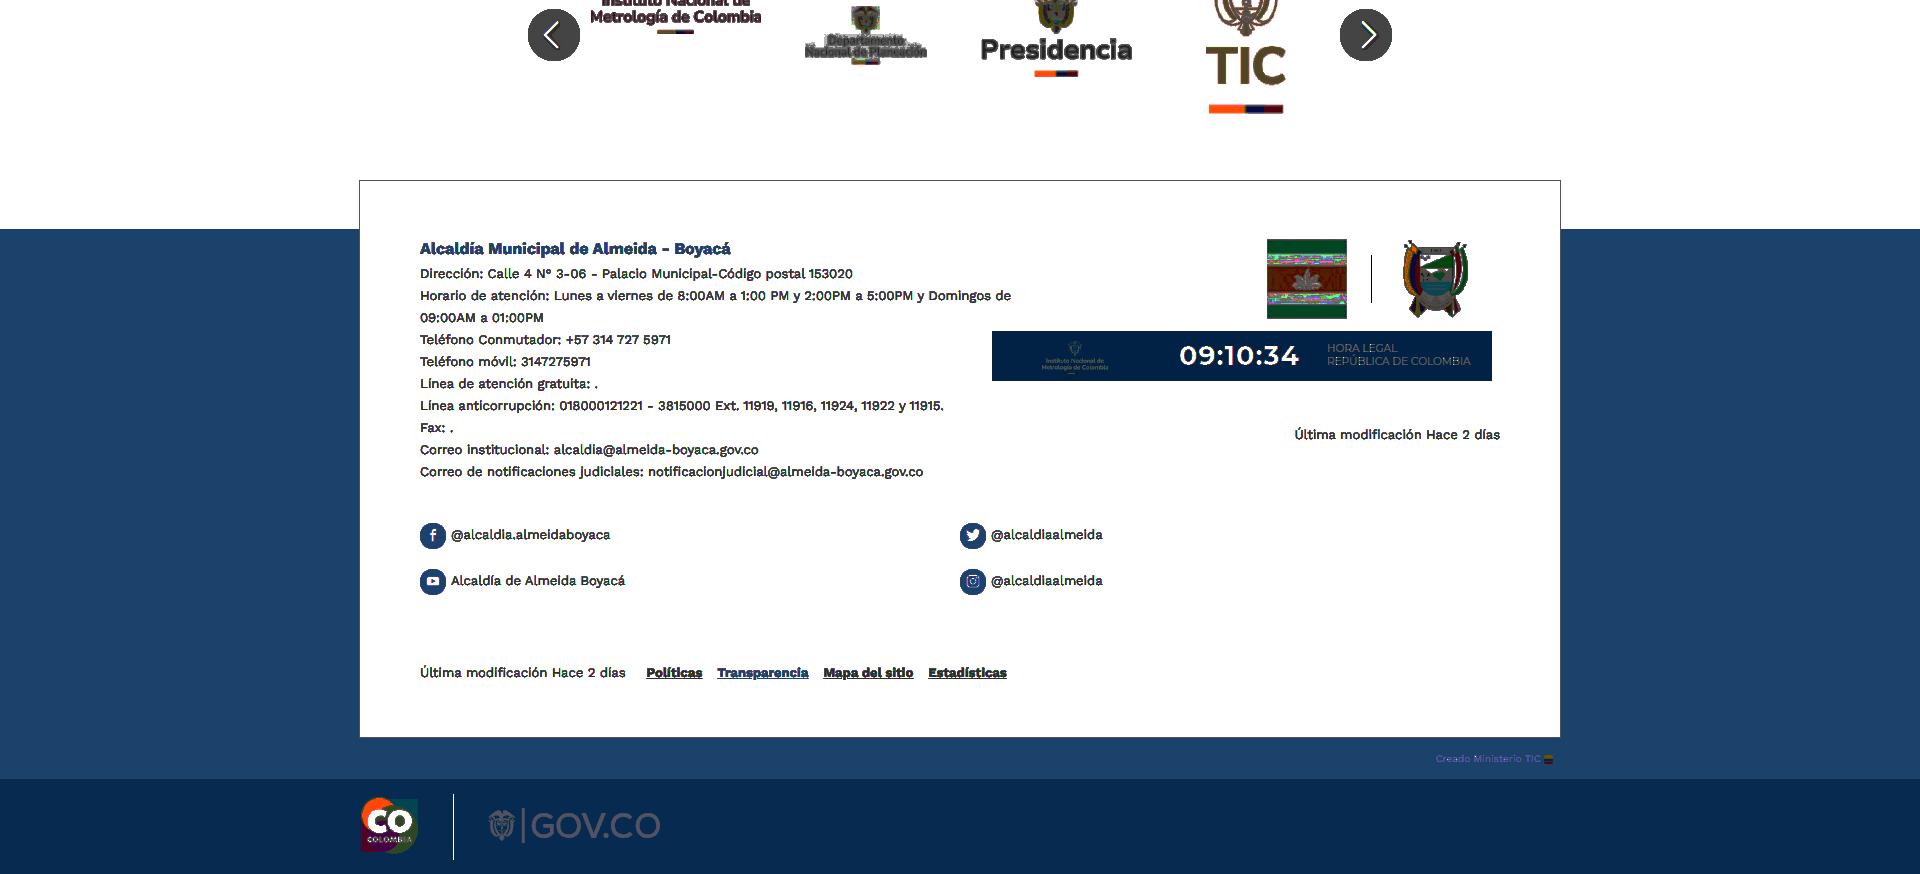 Instituto Nacional de
Metrología de Colombia
Departamento
Nacional de Planeación
Presidencia
TIC
Alcaldía Municipal de Almeida - Boyacá
Dirección: Calle 4 N° 3-06 - Palacio Municipal-Código postal 153020
Horario de atención: Lunes a viernes de 8:00AM a 1:00 PM y 2:00PM a 5:00PM y Domingos de
09:00AM a 01:00PM
Teléfono Conmutador: +57 314 727 5971
Teléfono móvil: 3147275971
Línea de atención gratuita: .
Línea anticorrupción: 018000121221 - 3815000 Ext. 11919, 11916, 11924, 11922 y 11915.
Fax: .
Correo institucional: alcaldia@almeida-boyaca.gov.co
Correo de notificaciones judiciales: notificacionjudicial@almeida-boyaca.gov.co
Instituto Nacional de
Metrología de Colombia
09:10:34
HORA LEGAL
REPÚBLICA DE COLOMBIA
Última modificación Hace 2 días
@alcaldia.almeidaboyaca
@alcaldiaalmeida
Alcaldía de Almeida Boyacá
@alcaldiaalmeida
Última modificación Hace 2 días Políticas Transparencia Mapa del sitio Estadísticas
Creado Ministerio TIC
CO
COLOMBIA
GOV.CO